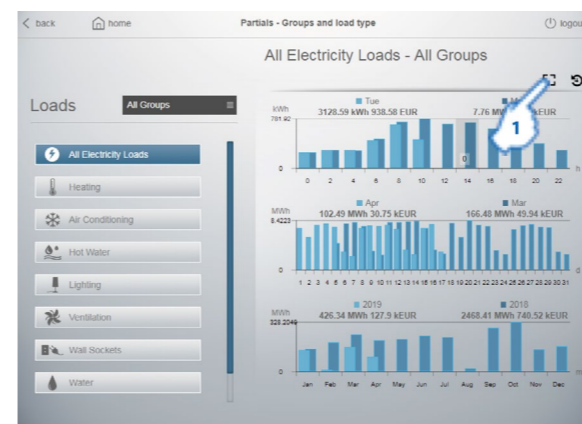 back home Partials - Groups and load type logou
All Electricity Loads - All Groups
Loads All Groups
1
Tue
kWh 3128.59 kWh 938.58 EUR 7.76 EUR
0
0
0 2 4 6 8 10 12 14 16 18 20 22 h
All Electricity Loads
Heating
Air Conditioning
Hot Water
Lighting
Ventilation
Wall Sockets
Water
Apr Mar
MWh 102.49 MWh 30.75 kEUR 166.48 MWh 49.94 kEUR
8.4223
0
1 2 3 4 5 6 7 8 9 10 11 12 13 14 15 16 17 18 19 20 21 22 23 24 25 26 27 28 29 30 31 d
2019 2018
MWh 426.34 MWh 127.9 kEUR 2468.41 MWh 740.52 kEUR
328.2049
0
Jan Feb Mar Apr May Jun Jul Aug Sep Oct Nov Dec m